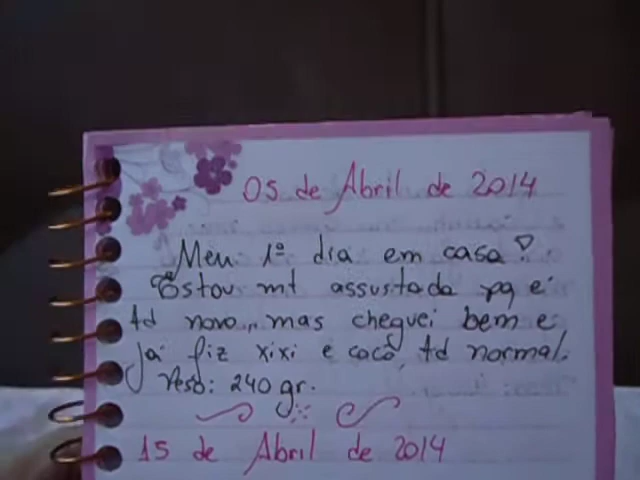 05 de Abril de 2014
Meu 1º dia em casa!
Estou mt assustada pq é
td novo, mas cheguei bem e
já fiz xixi e cocô, td normal.
Peso: 240 gr.
15 de Abril de 2014